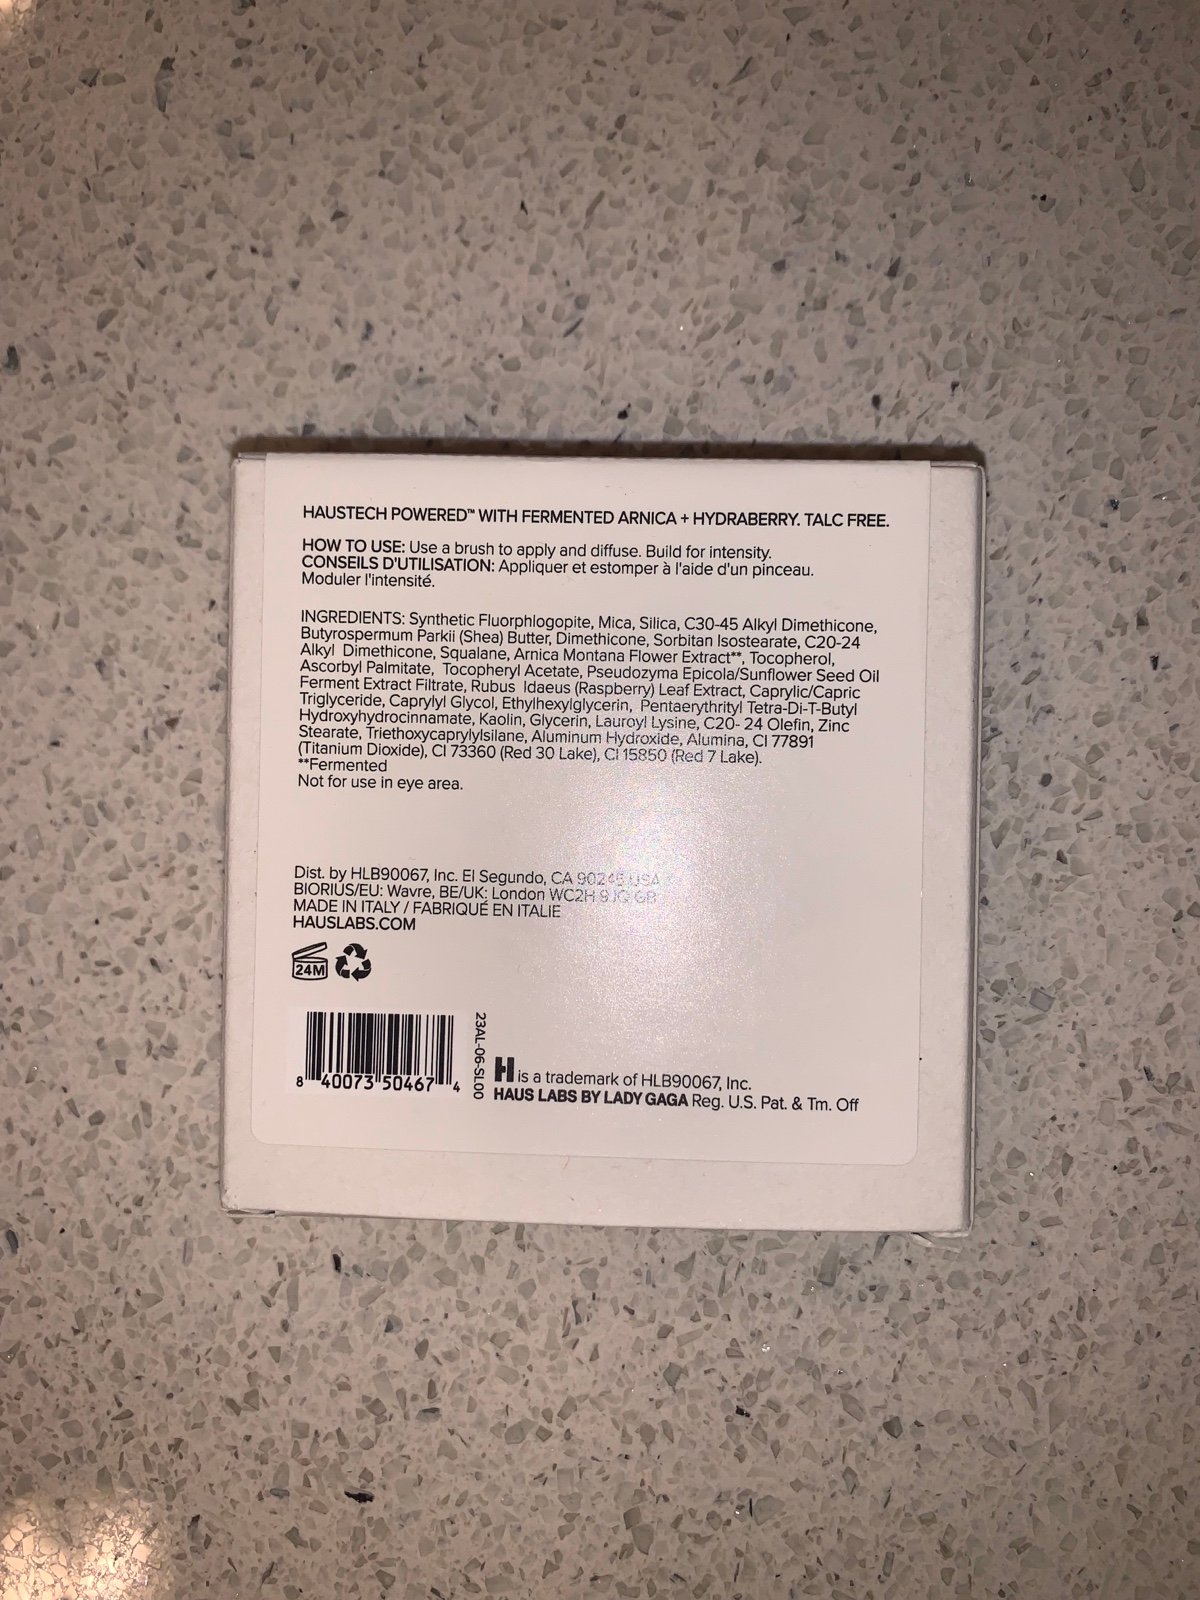 HAUSTECH POWERED™ WITH FERMENTED ARNICA + HYDRABERRY. TALC FREE.
HOW TO USE: Use a brush to apply and diffuse. Build for intensity.
CONSEILS D'UTILISATION: Appliquer et estomper à l'aide d'un pinceau.
Moduler l'intensité.
INGREDIENTS: Synthetic Fluorphlogopite, Mica, Silica, C30-45 Alkyl Dimethicone,
Butyrospermum Parkii (Shea) Butter, Dimethicone, Sorbitan Isostearate, C20-24
Alkyl Dimethicone, Squalane, Arnica Montana Flower Extract**, Tocopherol,
Ascorbyl Palmitate, Tocopheryl Acetate, Pseudozyma Epicola/Sunflower Seed Oil
Ferment Extract Filtrate, Rubus Idaeus (Raspberry) Leaf Extract, Caprylic/Capric
Triglyceride, Caprylyl Glycol, Ethylhexylglycerin, Pentaerythrityl Tetra-Di-T-Butyl
Hydroxyhydrocinnamate, Kaolin, Glycerin, Lauroyl Lysine, C20- 24 Olefin, Zinc
Stearate, Triethoxycaprylylsilane, Aluminum Hydroxide, Alumina, CI 77891
(Titanium Dioxide), CI 73360 (Red 30 Lake), CI 15850 (Red 7 Lake).
**Fermented
Not for use in eye area.
Dist. by HLB90067, Inc. El Segundo, CA 90245 USA
BIORIUS/EU: Wavre, BE/UK: London WC2H 9JQ GB
MADE IN ITALY / FABRIQUÉ EN ITALIE
HAUSLABS.COM
24M
8 40073 50467 4
23AL-06-SL00
H is a trademark of HLB90067, Inc.
HAUS LABS BY LADY GAGA Reg. U.S. Pat. & Tm. Off